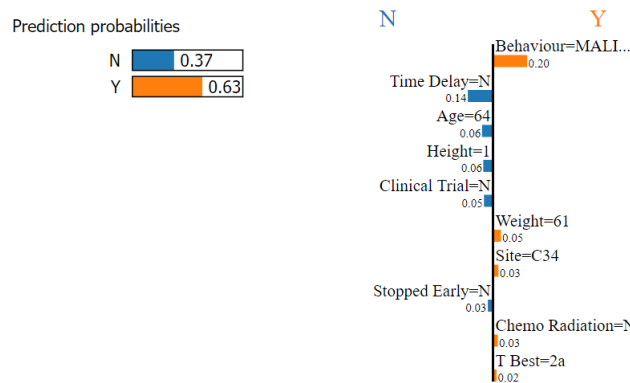 Prediction probabilities
N 0.37
Y 0.63
N Y
Behaviour=MALI...
0.20
Time Delay=N
0.14
Age=64
0.06
Height=1
0.06
Clinical Trial=N
0.05
Weight=61
0.05
Site=C34
0.03
Stopped Early=N
0.03
Chemo Radiation=N
0.03
T Best=2a
0.02